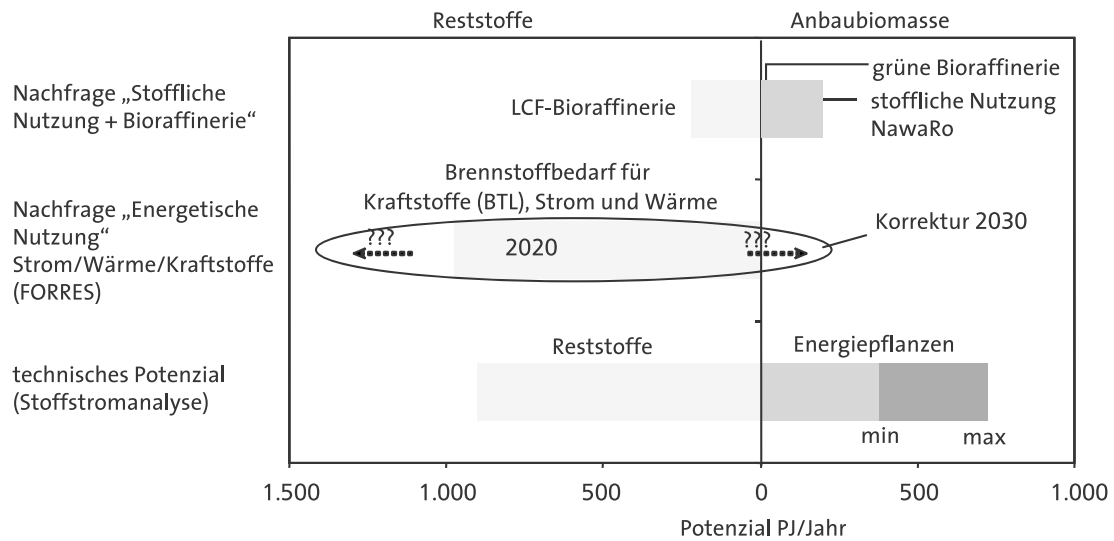 Reststoffe
Anbaubiomasse
Nachfrage „Stoffliche
Nutzung + Bioraffinerie“
LCF-Bioraffinerie
grüne Bioraffinerie
stoffliche Nutzung
NawaRo
Nachfrage „Energetische
Nutzung“
Strom/Wärme/Kraftstoffe
(FORRES)
Brennstoffbedarf für
Kraftstoffe (BTL), Strom und Wärme
???
2020
???
Korrektur 2030
technisches Potenzial
(Stoffstromanalyse)
Reststoffe
Energiepflanzen
min
max
1.500
1.000
500
0
500
1.000
Potenzial PJ/Jahr